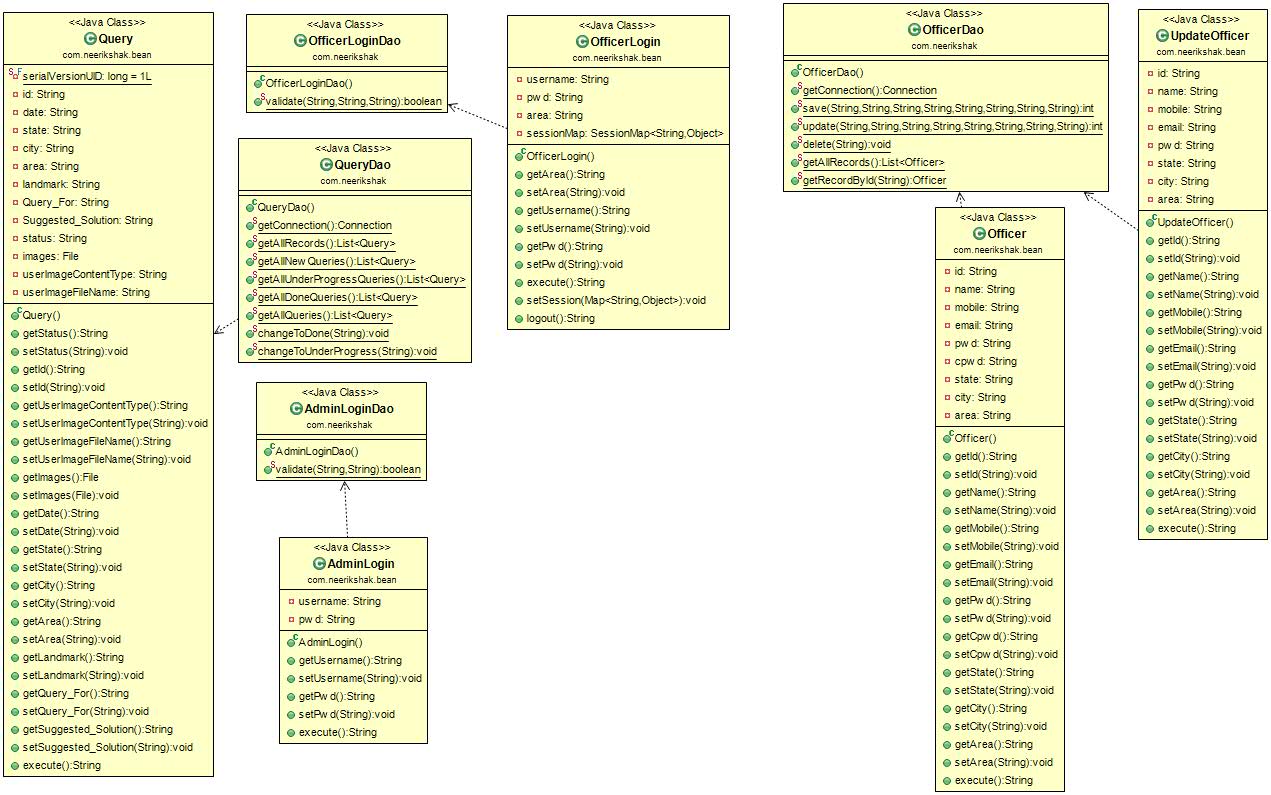 <<Java Class>>
Query
com.neerikshak.bean
serialVersionUID: long = 1L
id: String
date: String
state: String
city: String
area: String
landmark: String
Query_For: String
Suggested_Solution: String
status: String
images: File
userImageContentType: String
userImageFileName: String
Query()
getStatus():String
setStatus(String):void
getId():String
setId(String):void
getUserImageContentType():String
setUserImageContentType(String):void
getUserImageFileName():String
setUserImageFileName(String):void
getImages():File
setImages(File):void
getDate():String
setDate(String):void
getState():String
setState(String):void
getCity():String
setCity(String):void
getArea():String
setArea(String):void
getLandmark():String
setLandmark(String):void
getQuery_For():String
setQuery_For(String):void
getSuggested_Solution():String
setSuggested_Solution(String):void
execute():String
<<Java Class>>
OfficerLoginDao
com.neerikshak
OfficerLoginDao()
validate(String,String,String):boolean
<<Java Class>>
QueryDao
com.neerikshak
QueryDao()
getConnection():Connection
getAllRecords():List<Query>
getAllNewQueries():List<Query>
getAllUnderProgressQueries():List<Query>
getAllDoneQueries():List<Query>
getAllQueries():List<Query>
changeToDone(String):void
changeToUnderProgress(String):void
<<Java Class>>
AdminLoginDao
com.neerikshak
AdminLoginDao()
validate(String,String):boolean
<<Java Class>>
AdminLogin
com.neerikshak.bean
username: String
pwd: String
AdminLogin()
getUsername():String
setUsername(String):void
getPwd():String
setPwd(String):void
execute():String
<<Java Class>>
OfficerLogin
com.neerikshak.bean
username: String
pwd: String
area: String
sessionMap: SessionMap<String,Object>
OfficerLogin()
getArea():String
setArea(String):void
getUsername():String
setUsername(String):void
getPwd():String
setPwd(String):void
execute():String
setSession(Map<String,Object>):void
logout():String
<<Java Class>>
OfficerDao
com.neerikshak
OfficerDao()
getConnection():Connection
save(String,String,String,String,String,String,String,String):int
update(String,String,String,String,String,String,String,String):int
delete(String):void
getAllRecords():List<Officer>
getRecordById(String):Officer
<<Java Class>>
Officer
com.neerikshak.bean
id: String
name: String
mobile: String
email: String
pwd: String
cpwd: String
state: String
city: String
area: String
Officer()
getId():String
setId(String):void
getName():String
setName(String):void
getMobile():String
setMobile(String):void
getEmail():String
setEmail(String):void
getPwd():String
setPwd(String):void
getCpwd():String
setCpwd(String):void
getState():String
setState(String):void
getCity():String
setCity(String):void
getArea():String
setArea(String):void
execute():String
<<Java Class>>
UpdateOfficer
com.neerikshak.bean
id: String
name: String
mobile: String
email: String
pwd: String
state: String
city: String
area: String
UpdateOfficer()
getId():String
setId(String):void
getName():String
setName(String):void
getMobile():String
setMobile(String):void
getEmail():String
setEmail(String):void
getPwd():String
setPwd(String):void
getState():String
setState(String):void
getCity():String
setCity(String):void
getArea():String
setArea(String):void
execute():String